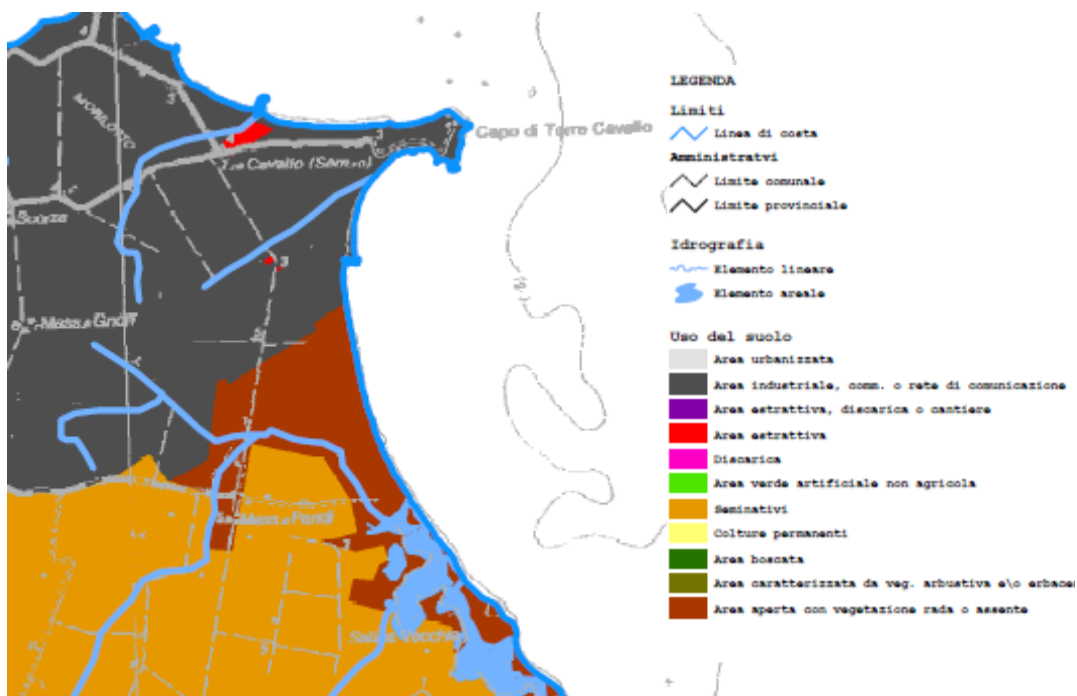 Capo di Torre Cavallo
Cavallo
LEGENDA
Limiti
Linea di costa
Amministratvi
Limite comunale
Limite provinciale
Idrografia
Elemento lineare
Elemento areale
Uso del suolo
Area urbanizzata
Area industriale, comm. o rete di comunicazione
Area estrattiva, discarica o cantiere
Area estrattiva
Discarica
Area verde artificiale non agricola
Seminativi
Colture permanenti
Area boscata
Area caratterizzata da veg. arbustiva e\o erbace
Area aperta con vegetazione rada o assente